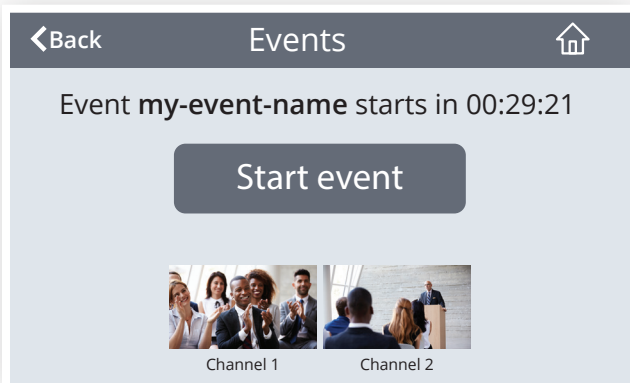 Back
Events
Event my-event-name starts in 00:29:21
Start event
Channel 1
Channel 2